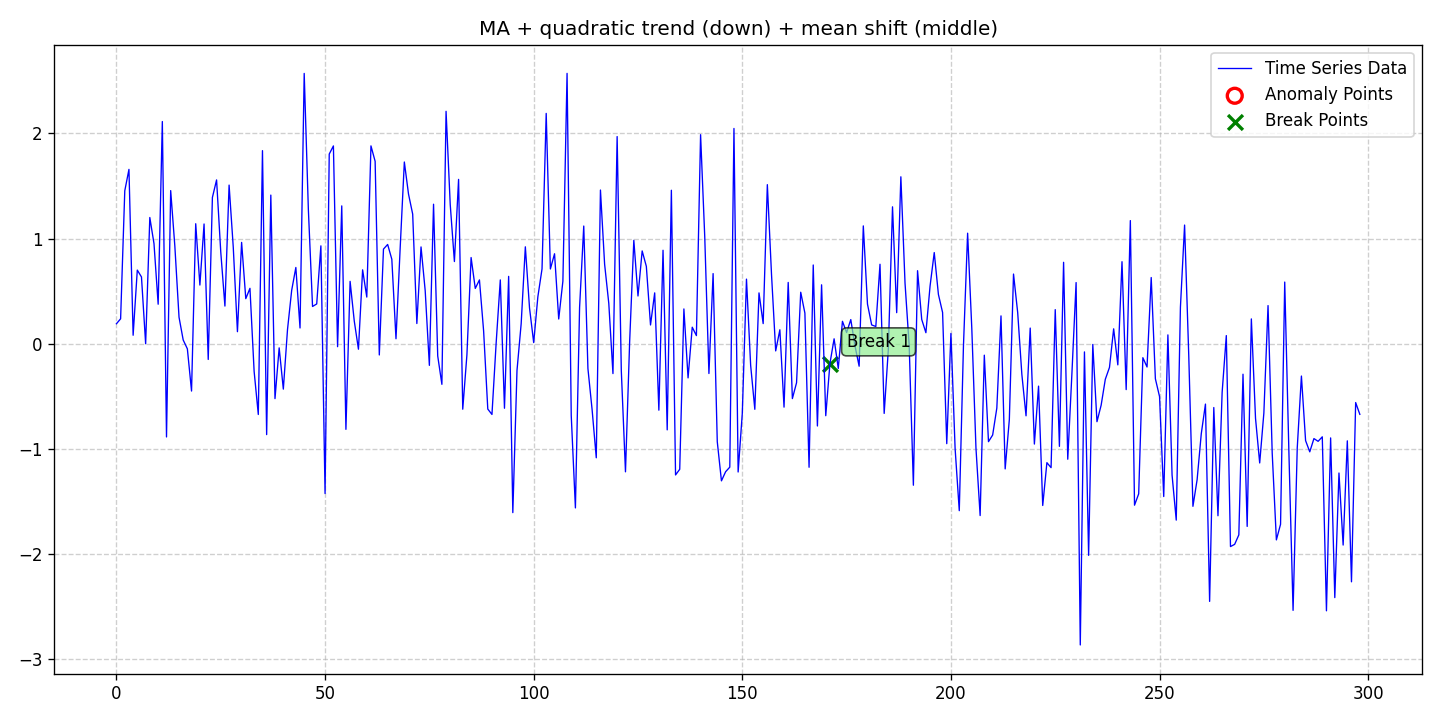 MA + quadratic trend (down) + mean shift (middle)
Time Series Data
Anomaly Points
Break Points
Break 1
2
1
0
−1
−2
−3
0 50 100 150 200 250 300